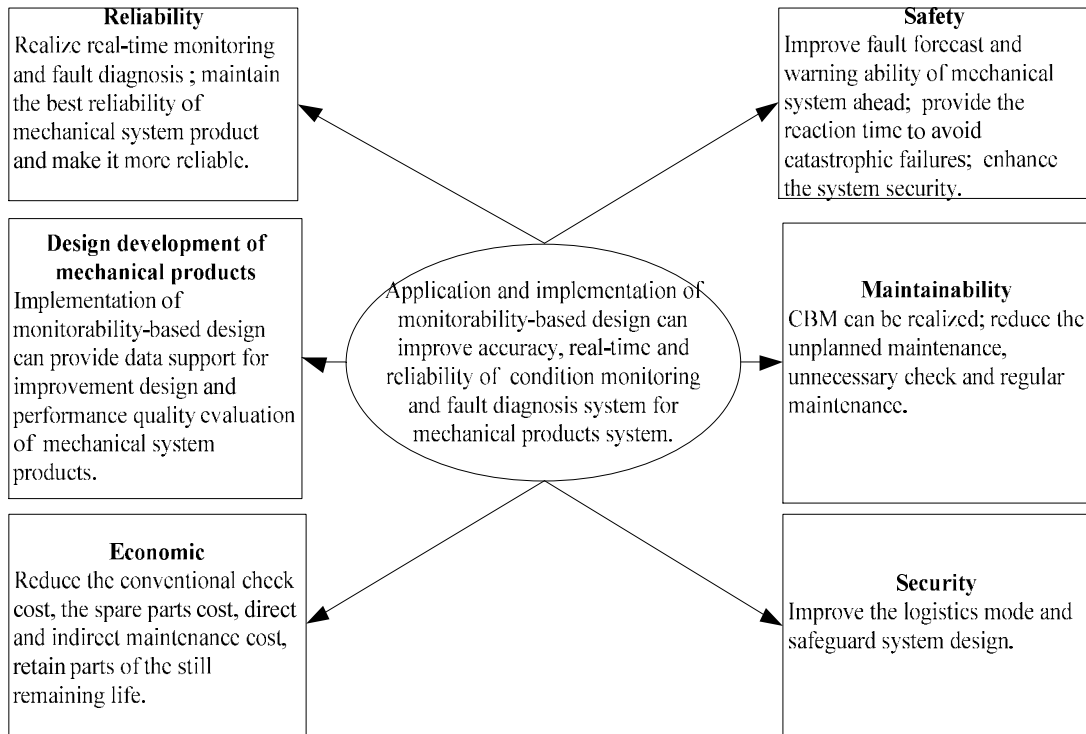 Reliability
Realize real-time monitoring
and fault diagnosis ; maintain
the best reliability of
mechanical system product
and make it more reliable.
Safety
Improve fault forecast and
warning ability of mechanical
system ahead; provide the
reaction time to avoid
catastrophic failures; enhance
the system security.
Design development of
mechanical products
Implementation of
monitorability-based design
can provide data support for
improvement design and
performance quality evaluation
of mechanical system
products.
Application and implementation of
monitorability-based design can
improve accuracy, real-time and
reliability of condition monitoring
and fault diagnosis system for
mechanical products system.
Maintainability
CBM can be realized; reduce the
unplanned maintenance,
unnecessary check and regular
maintenance.
Economic
Reduce the conventional check
cost, the spare parts cost, direct
and indirect maintenance cost,
retain parts of the still
remaining life.
Security
Improve the logistics mode and
safeguard system design.